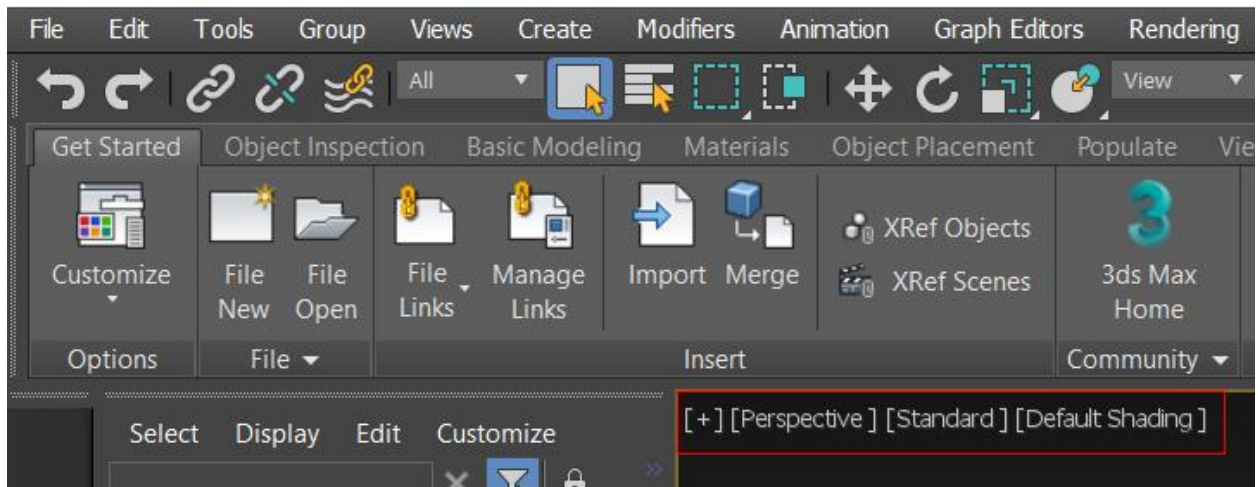 File Edit Tools Group Views Create Modifiers Animation Graph Editors Rendering
All View
Get Started Object Inspection Basic Modeling Materials Object Placement Populate Vie
Customize
File New
File Open
File Links
Manage Links
Import
Merge
XRef Objects
XRef Scenes
3
3ds Max Home
Options File Insert Community
Select Display Edit Customize
[+] [Perspective] [Standard] [Default Shading]